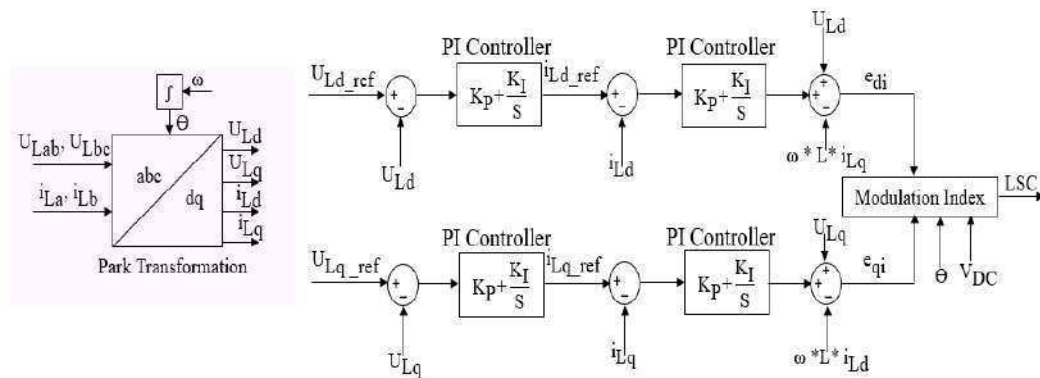 ∫
ω
θ
U_Lab, U_Lbc
i_La, i_Lb
abc
dq
U_Ld
U_Lq
i_Ld
i_Lq
Park Transformation
U_Ld_ref
+
−
U_Ld
PI Controller
K_P+K_I/S
i_Ld_ref
+
−
i_Ld
PI Controller
K_P+K_I/S
U_Ld
+
+
−
ω * L* i_Lq
e_di
U_Lq_ref
+
−
U_Lq
PI Controller
K_P+K_I/S
i_Lq_ref
+
−
i_Lq
PI Controller
K_P+K_I/S
U_Lq
+
+
−
ω *L* i_Ld
e_qi
Modulation Index
LSC
θ
V_DC